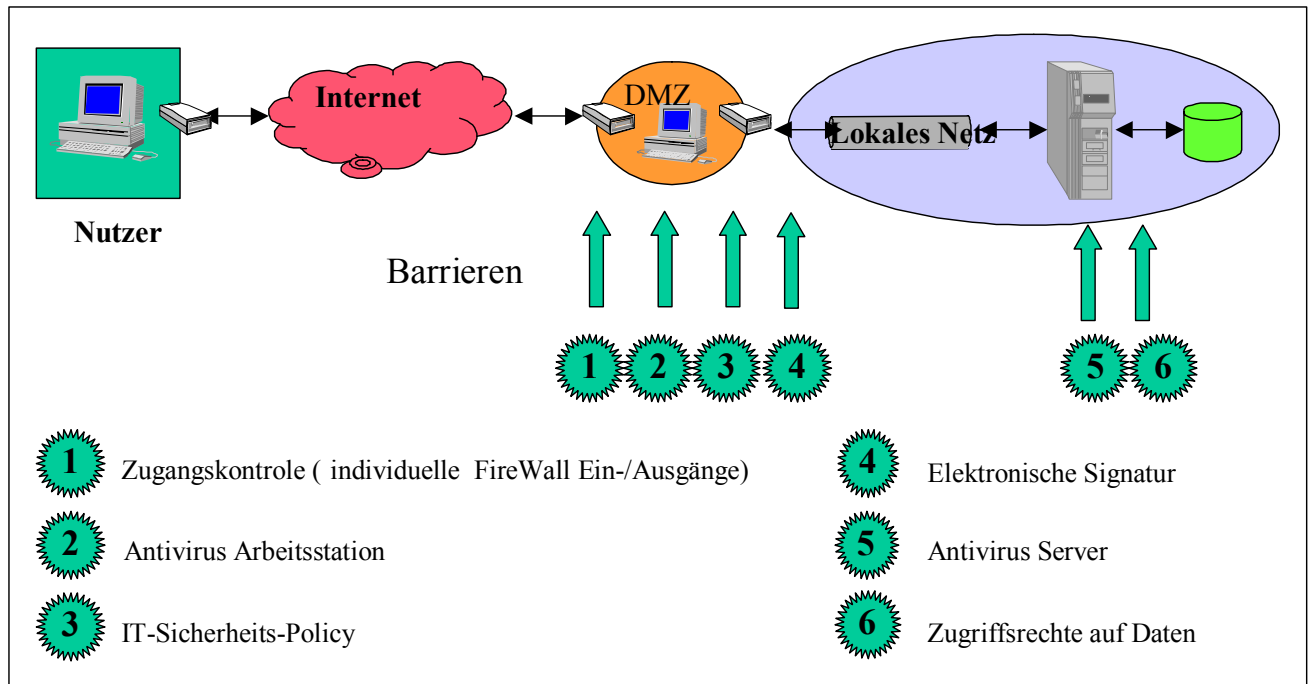 Internet
DMZ
Lokales Netz
Nutzer
Barrieren
1 2 3 4 5 6
1 Zugangskontrole ( individuelle FireWall Ein-/Ausgänge)
4 Elektronische Signatur
2 Antivirus Arbeitsstation
5 Antivirus Server
3 IT-Sicherheits-Policy
6 Zugriffsrechte auf Daten